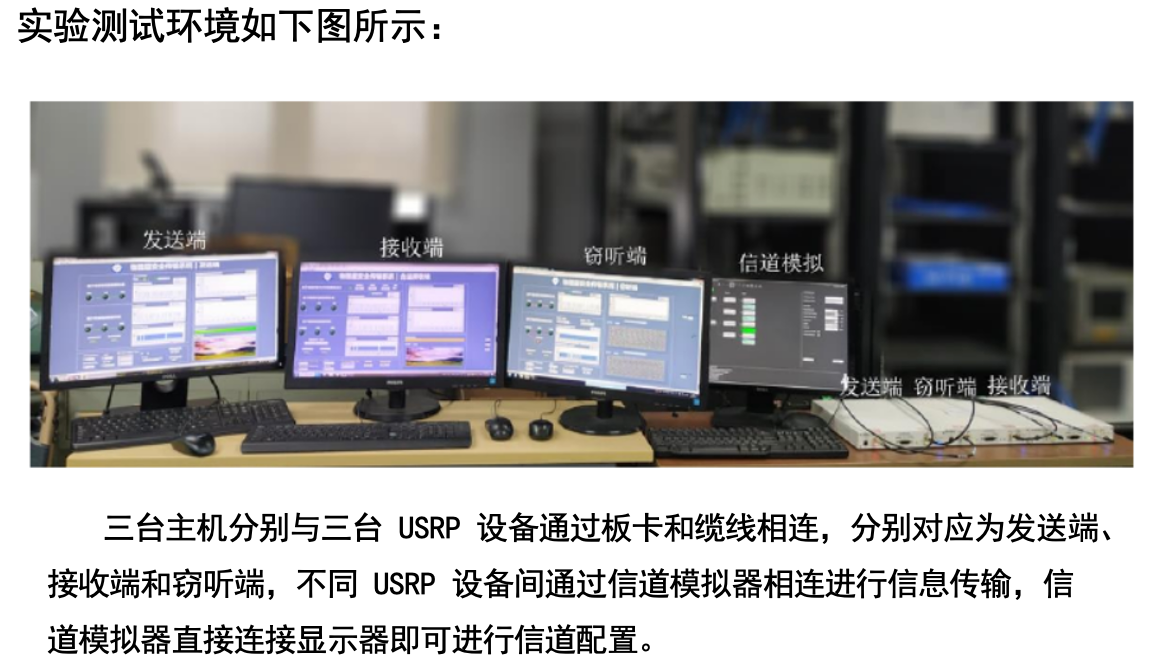 实验测试环境如下图所示：
发送端
接收端
窃听端
信道模拟
发送端 窃听端 接收端
三台主机分别与三台 USRP 设备通过板卡和缆线相连，分别对应为发送端、
接收端和窃听端，不同 USRP 设备间通过信道模拟器相连进行信息传输，信
道模拟器直接连接显示器即可进行信道配置。